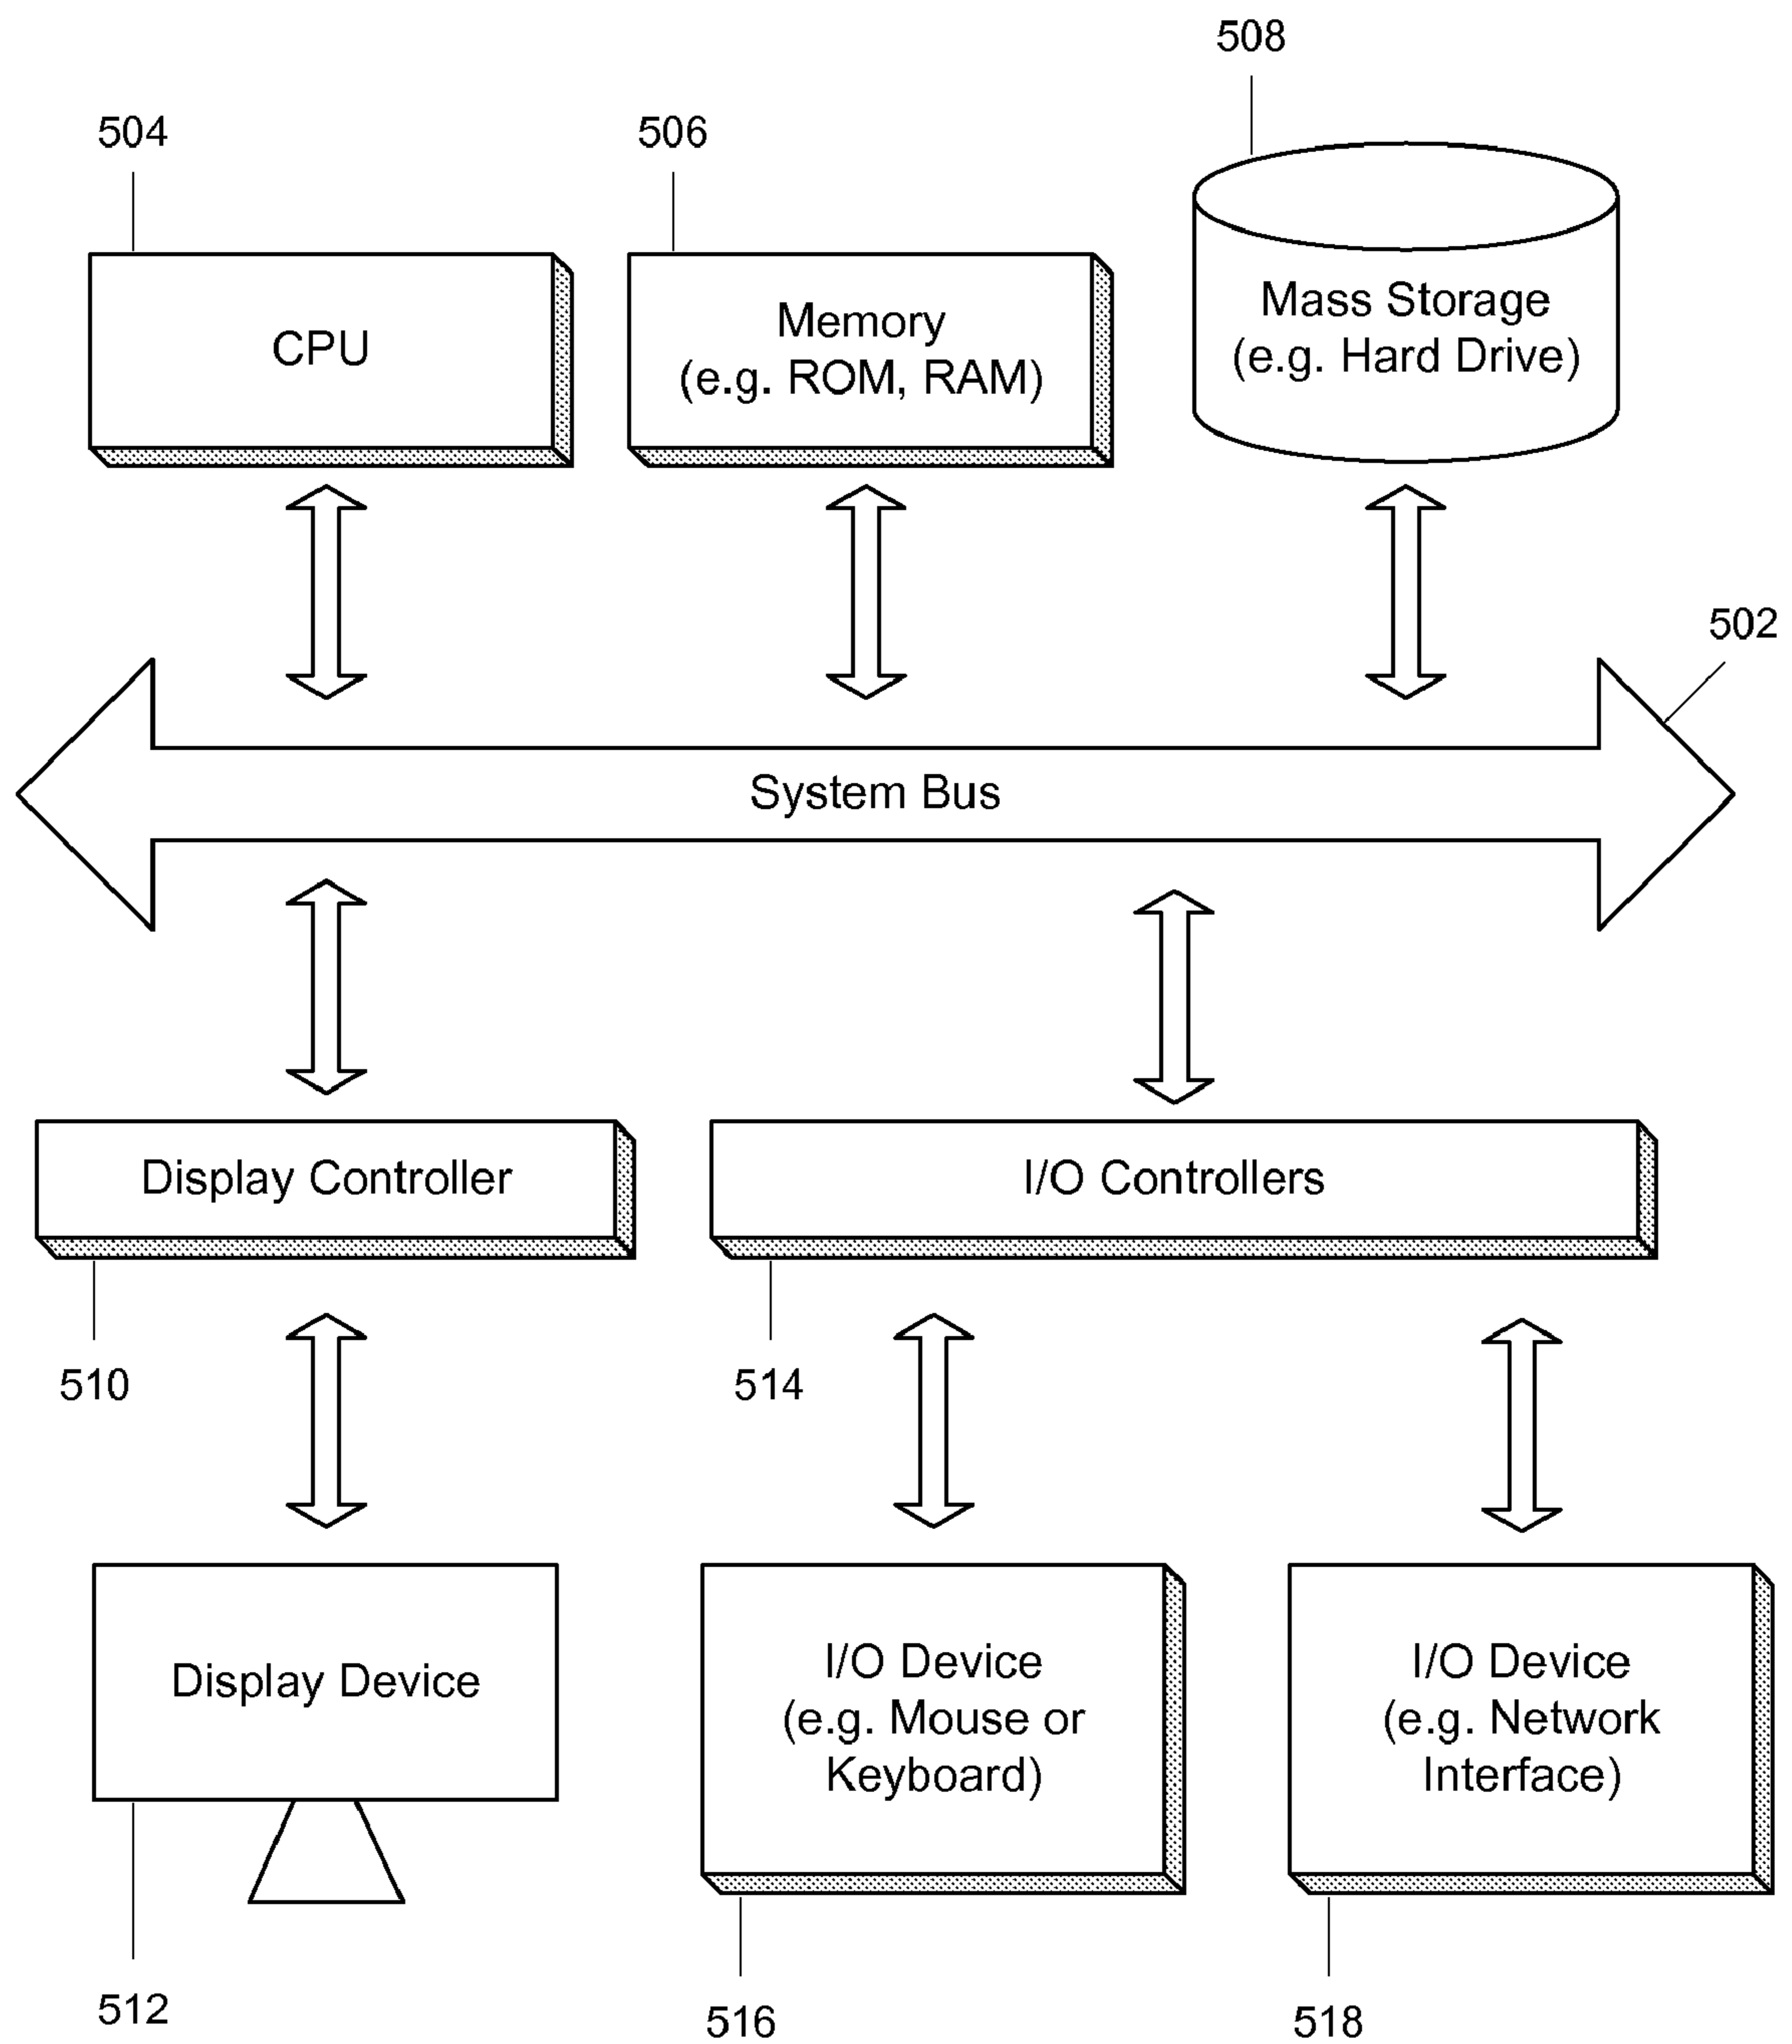 508
504
506
CPU
Memory
(e.g. ROM, RAM)
Mass Storage
(e.g. Hard Drive)
502
System Bus
Display Controller
I/O Controllers
510
514
Display Device
I/O Device
(e.g. Mouse or
Keyboard)
I/O Device
(e.g. Network
Interface)
512
516
518